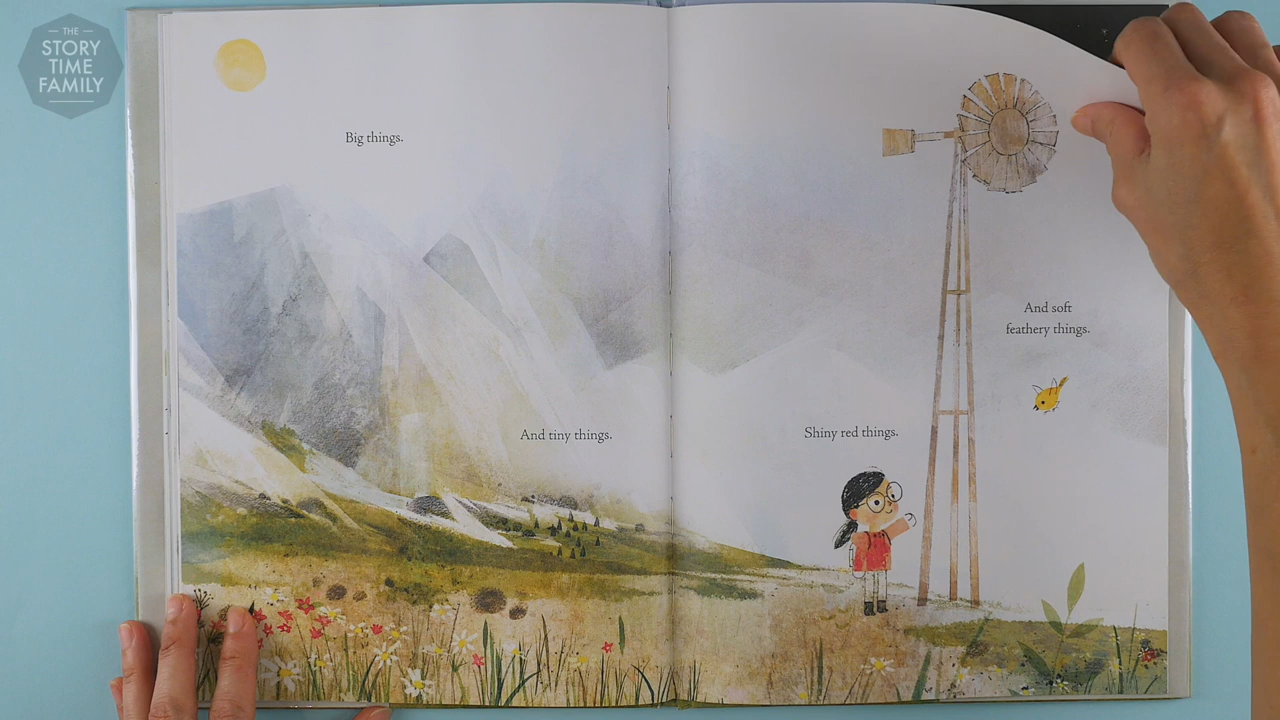 THE
STORY
TIME
FAMILY
Big things.
And tiny things.
Shiny red things.
And soft
feathery things.